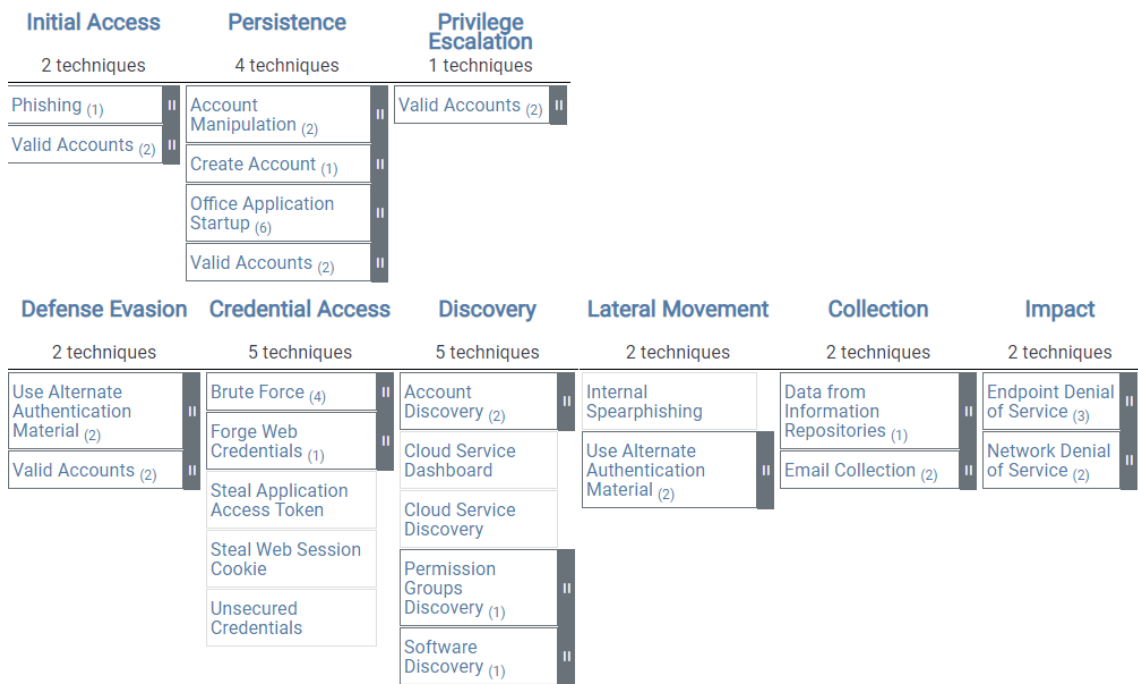 Initial Access
2 techniques
Phishing (1)
Valid Accounts (2)
Persistence
4 techniques
Account
Manipulation (2)
Create Account (1)
Office Application
Startup (6)
Valid Accounts (2)
Privilege
Escalation
1 techniques
Valid Accounts (2)
Defense Evasion
2 techniques
Use Alternate
Authentication
Material (2)
Valid Accounts (2)
Credential Access
5 techniques
Brute Force (4)
Forge Web
Credentials (1)
Steal Application
Access Token
Steal Web Session
Cookie
Unsecured
Credentials
Discovery
5 techniques
Account
Discovery (2)
Cloud Service
Dashboard
Cloud Service
Discovery
Permission
Groups
Discovery (1)
Software
Discovery (1)
Lateral Movement
2 techniques
Internal
Spearphishing
Use Alternate
Authentication
Material (2)
Collection
2 techniques
Data from
Information
Repositories (1)
Email Collection (2)
Impact
2 techniques
Endpoint Denial
of Service (3)
Network Denial
of Service (2)